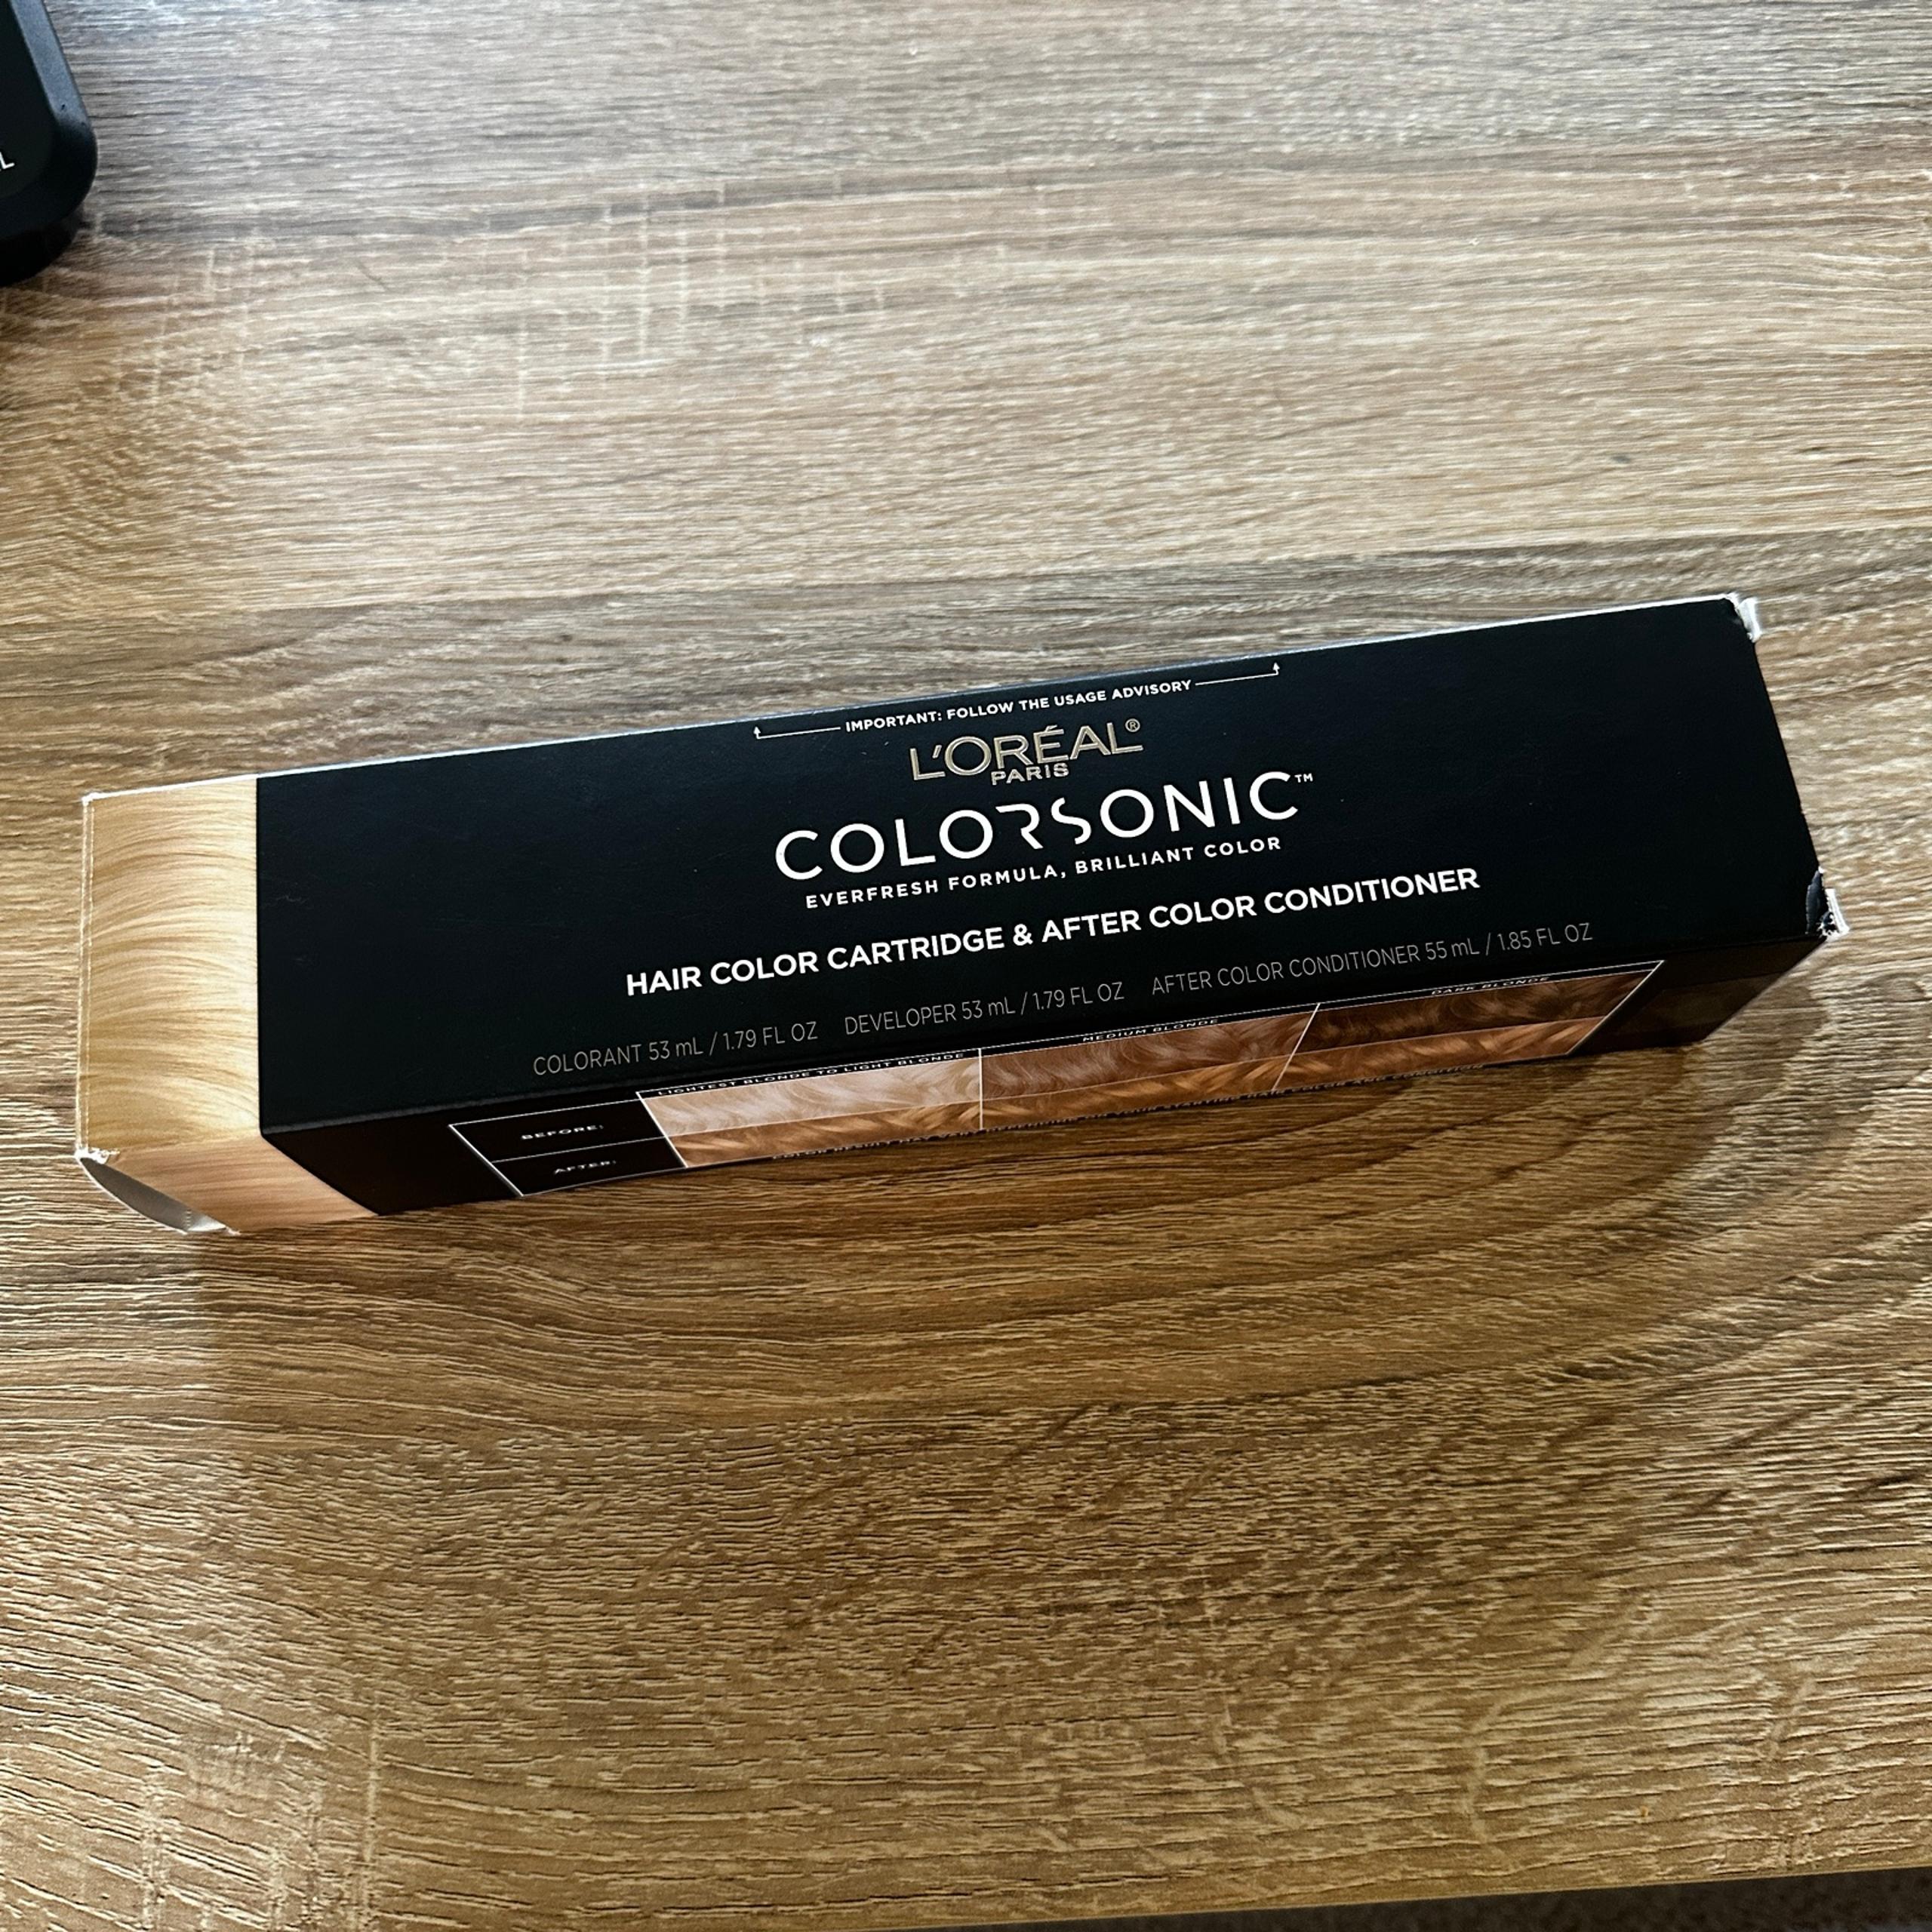 L
IMPORTANT: FOLLOW THE USAGE ADVISORY
L'ORÉAL®
PARIS
COLORSONIC™
EVERFRESH FORMULA, BRILLIANT COLOR
HAIR COLOR CARTRIDGE & AFTER COLOR CONDITIONER
COLORANT 53 mL / 1.79 FL OZ DEVELOPER 53 mL / 1.79 FL OZ AFTER COLOR CONDITIONER 55 mL / 1.85 FL OZ
LIGHTEST BLONDE TO LIGHT BLONDE MEDIUM BLONDE DARK BLONDE
BEFORE:
AFTER: